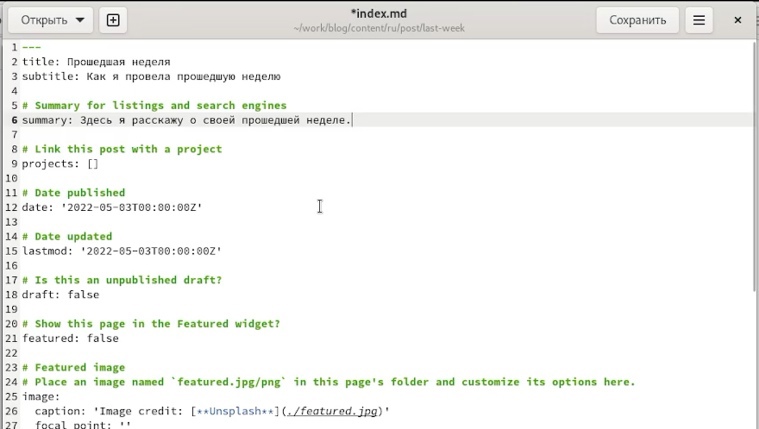 Открыть
*index.md
~/work/blog/content/ru/post/last-week
Сохранить
1 ---
2 title: Прошедшая неделя
3 subtitle: Как я провела прошедшую неделю
4
5 # Summary for listings and search engines
6 summary: Здесь я расскажу о своей прошедшей неделе.
7
8 # Link this post with a project
9 projects: []
10
11 # Date published
12 date: '2022-05-03T00:00:00Z'
13
14 # Date updated
15 lastmod: '2022-05-03T00:00:00Z'
16
17 # Is this an unpublished draft?
18 draft: false
19
20 # Show this page in the Featured widget?
21 featured: false
22
23 # Featured image
24 # Place an image named `featured.jpg/png` in this page's folder and customize its options here.
25 image:
26 caption: 'Image credit: [**Unsplash**](./featured.jpg)'
27 focal_point: ''